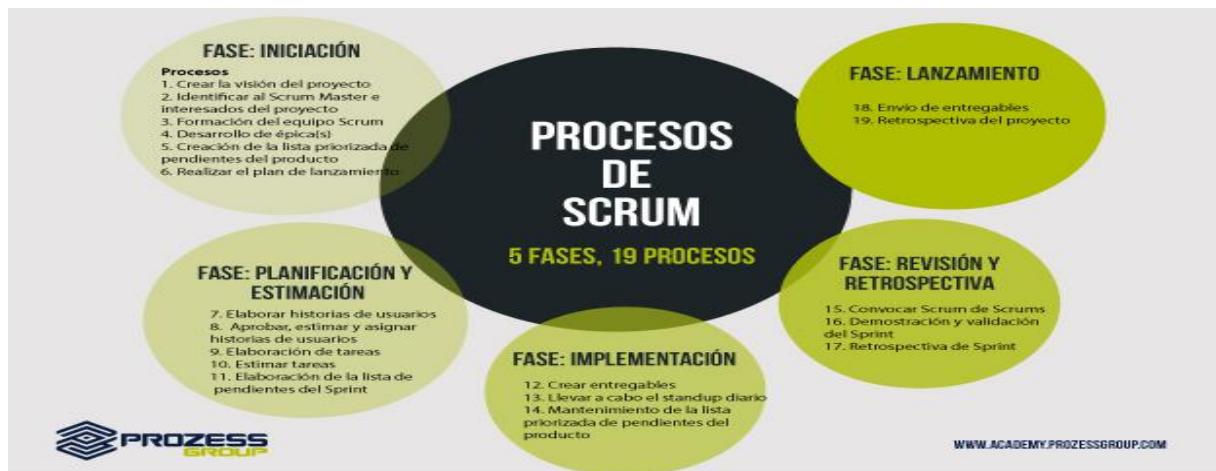 FASE: INICIACIÓN
Procesos
1. Crear la visión del proyecto
2. Identificar al Scrum Master e
interesados del proyecto
3. Formación del equipo Scrum
4. Desarrollo de épica(s)
5. Creación de la lista priorizada de
pendientes del producto
6. Realizar el plan de lanzamiento
FASE: PLANIFICACIÓN Y
ESTIMACIÓN
7. Elaborar historias de usuarios
8. Aprobar, estimar y asignar
historias de usuarios
9. Elaboración de tareas
10. Estimar tareas
11. Elaboración de la lista de
pendientes del Sprint
PROCESOS
DE
SCRUM
5 FASES, 19 PROCESOS
FASE: IMPLEMENTACIÓN
12. Crear entregables
13. Llevar a cabo el standup diario
14. Mantenimiento de la lista
priorizada de pendientes del
producto
FASE: REVISIÓN Y
RETROSPECTIVA
15. Convocar Scrum de Scrums
16. Demostración y validación
del Sprint
17. Retrospectiva de Sprint
FASE: LANZAMIENTO
18. Envío de entregables
19. Retrospectiva del proyecto
PROZESS
GROUP
WWW.ACADEMY.PROZESSGROUP.COM